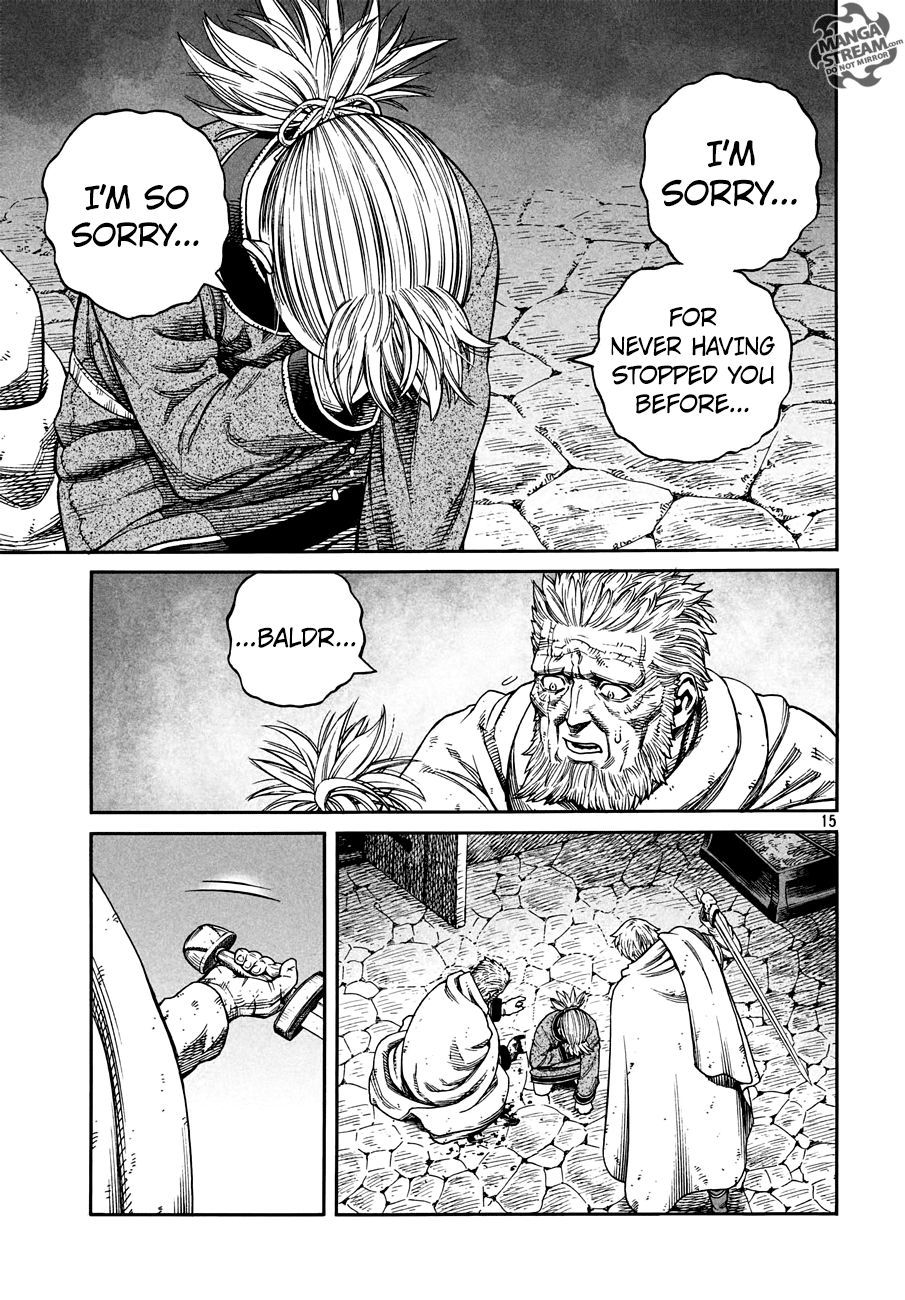 MANGA
STREAM.com
DO NOT MIRROR
I'M
SORRY...
FOR
NEVER HAVING
STOPPED YOU
BEFORE...
I'M SO
SORRY...
...BALDR...
15